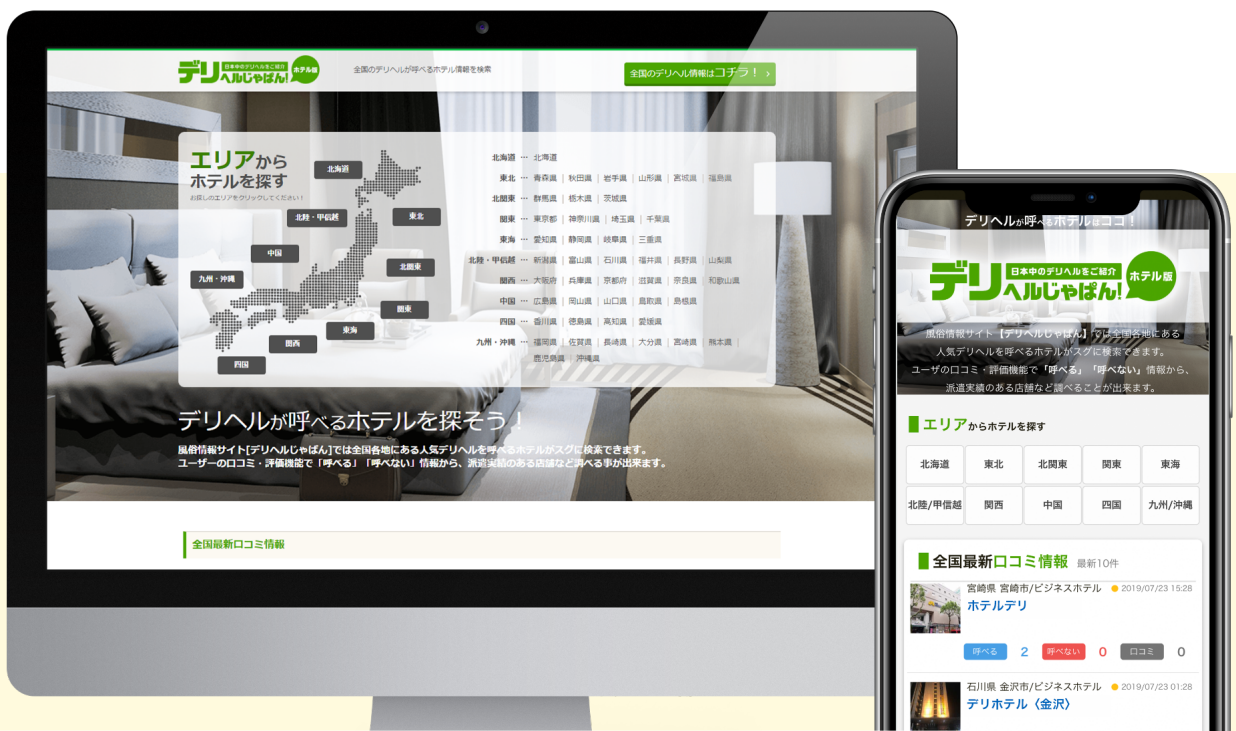 デリ
日本中のデリヘルをご紹介
ヘルじゃぱん!
ホテル版
全国のデリヘルが呼べるホテル情報を検索
全国のデリヘル情報はコチラ! >
エリアから
ホテルを探す
お探しのエリアをクリックしてください!
北海道
北陸・甲信越
東北
中国
北関東
九州・沖縄
関東
東海
関西
四国
北海道 … 北海道
東北 … 青森県 | 秋田県 | 岩手県 | 山形県 | 宮城県 | 福島県
北関東 … 群馬県 | 栃木県 | 茨城県
関東 … 東京都 | 神奈川県 | 埼玉県 | 千葉県
東海 … 愛知県 | 静岡県 | 岐阜県 | 三重県
北陸・甲信越 … 新潟県 | 富山県 | 石川県 | 福井県 | 長野県 | 山梨県
関西 … 大阪府 | 兵庫県 | 京都府 | 滋賀県 | 奈良県 | 和歌山県
中国 … 広島県 | 岡山県 | 山口県 | 鳥取県 | 島根県
四国 … 香川県 | 徳島県 | 高知県 | 愛媛県
九州・沖縄 … 福岡県 | 佐賀県 | 長崎県 | 大分県 | 宮崎県 | 熊本県 |
鹿児島県 | 沖縄県
デリヘルが呼べるホテルを探そう!
風俗情報サイト[デリヘルじゃぱん]では全国各地にある人気デリヘルを呼べるホテルがスグに検索できます。
ユーザーの口コミ・評価機能で「呼べる」「呼べない」情報から、派遣実績のある店舗など調べる事が出来ます。
全国最新口コミ情報
デリヘルが呼べるホテルはココ!
デリ
日本中のデリヘルをご紹介
ヘルじゃぱん!
ホテル版
風俗情報サイト【デリヘルじゃぱん】では全国各地にある
人気デリヘルを呼べるホテルがスグに検索できます。
ユーザの口コミ・評価機能で「呼べる」「呼べない」情報から、
派遣実績のある店舗など調べることが出来ます。
エリアからホテルを探す
北海道 東北 北関東 関東 東海
北陸/甲信越 関西 中国 四国 九州/沖縄
全国最新口コミ情報 最新10件
宮崎県 宮崎市/ビジネスホテル 2019/07/23 15:28
ホテルデリ
呼べる 2 呼べない 0 口コミ 0
石川県 金沢市/ビジネスホテル 2019/07/23 01:28
デリホテル〈金沢〉